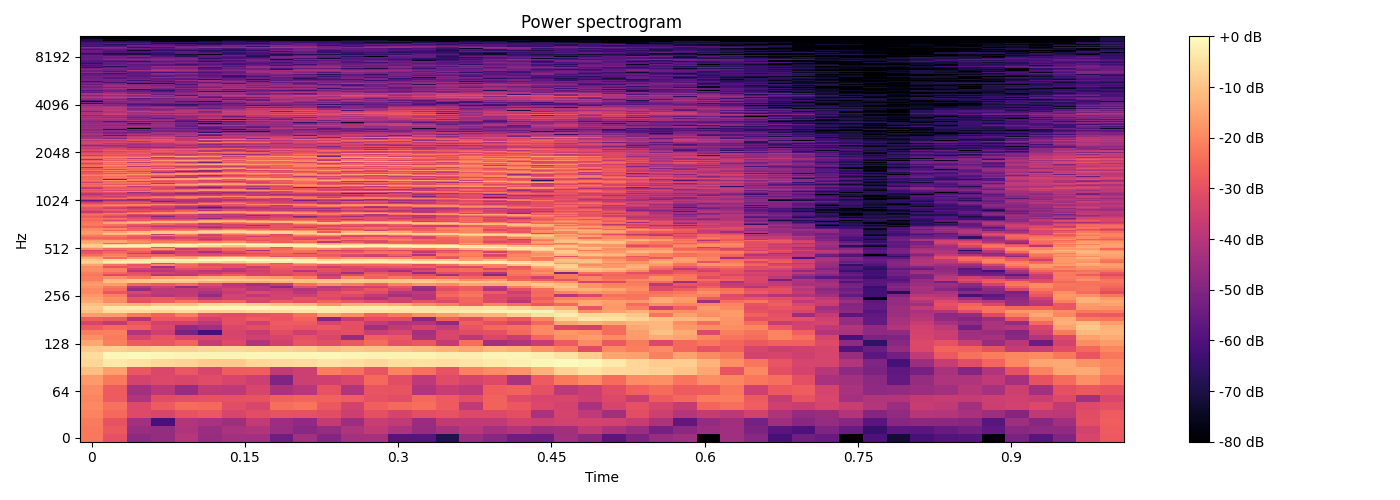 Power spectrogram
Hz
8192
4096
2048
1024
512
256
128
64
0
0 0.15 0.3 0.45 0.6 0.75 0.9
Time
+0 dB
-10 dB
-20 dB
-30 dB
-40 dB
-50 dB
-60 dB
-70 dB
-80 dB